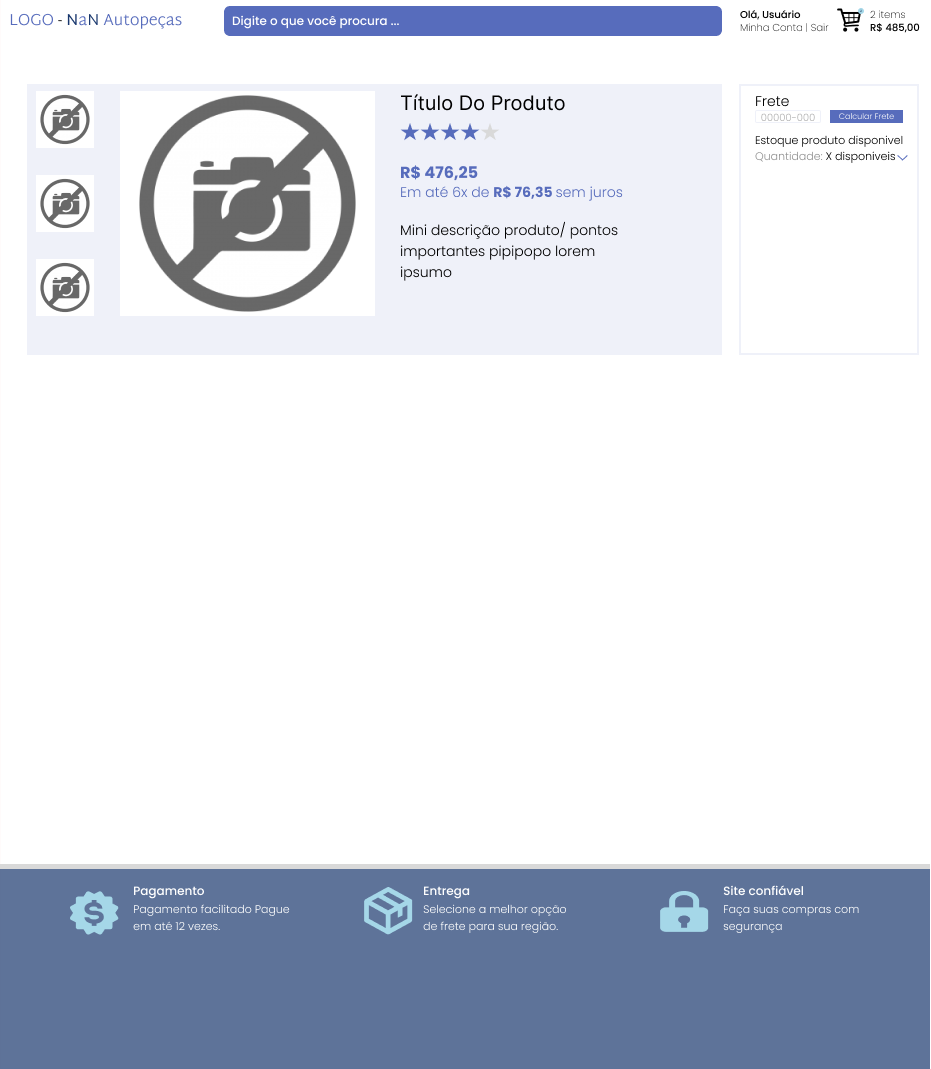 LOGO - NaN Autopeças
Digite o que você procura ...
Olá, Usuário
Minha Conta | Sair
2 items
R$ 485,00
Título Do Produto
R$ 476,25
Em até 6x de R$ 76,35 sem juros
Mini descrição produto/ pontos
importantes pipipopo lorem
ipsumo
Frete
00000-000
Calcular Frete
Estoque produto disponivel
Quantidade: X disponiveis
Pagamento
Pagamento facilitado Pague
em até 12 vezes.
Entrega
Selecione a melhor opção
de frete para sua região.
Site confiável
Faça suas compras com
segurança